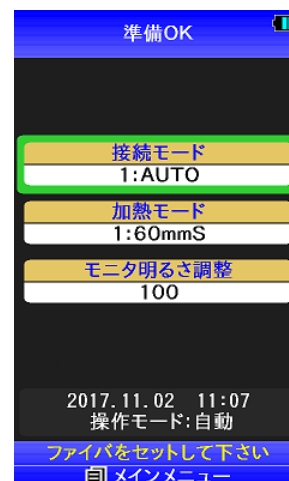 準備OK
接続モード
1:AUTO
加熱モード
1:60mmS
モニタ明るさ調整
100
2017.11.02 11:07
操作モード:自動
ファイバをセットして下さい
メインメニュー